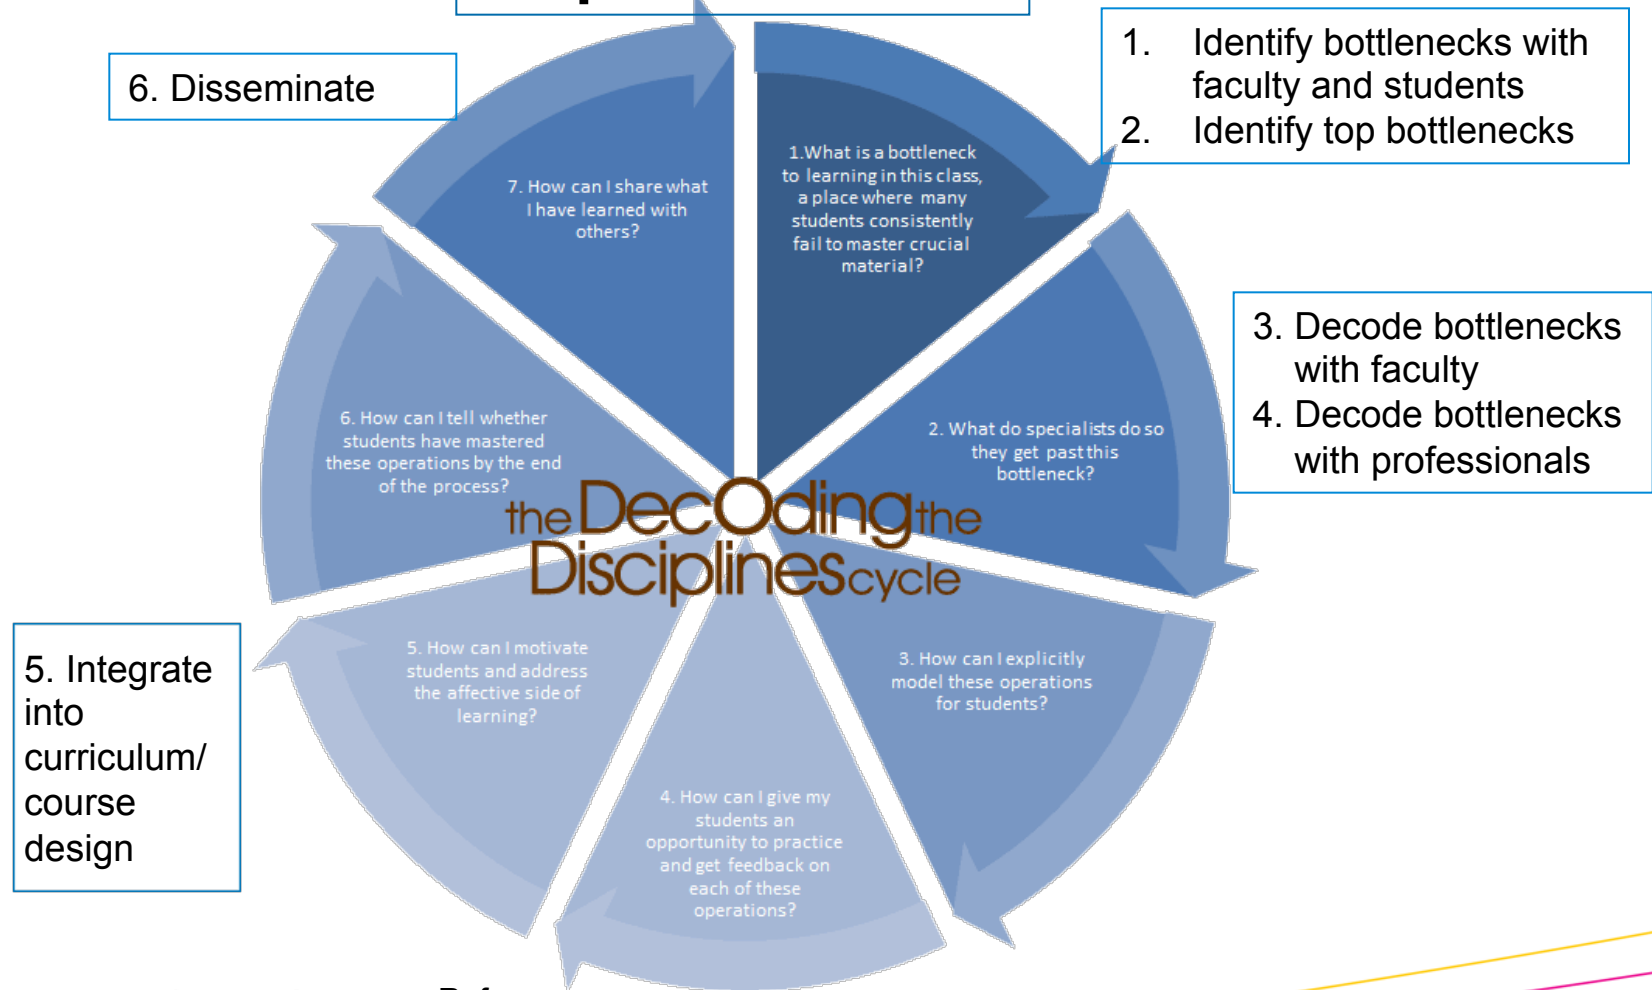 6. Disseminate
1. Identify bottlenecks with
faculty and students
2. Identify top bottlenecks
1.What is a bottleneck
to learning in this class,
a place where many
students consistently
fail to master crucial
material?
7. How can I share what
I have learned with
others?
3. Decode bottlenecks
with faculty
4. Decode bottlenecks
with professionals
2. What do specialists do so
they get past this
bottleneck?
6. How can I tell whether
students have mastered
these operations by the end
of the process?
the Decoding the
Disciplines cycle
3. How can I explicitly
model these operations
for students?
5. How can I motivate
students and address
the affective side of
learning?
5. Integrate
into
curriculum/
course
design
4. How can I give my
students an
opportunity to practice
and get feedback on
each of these
operations?